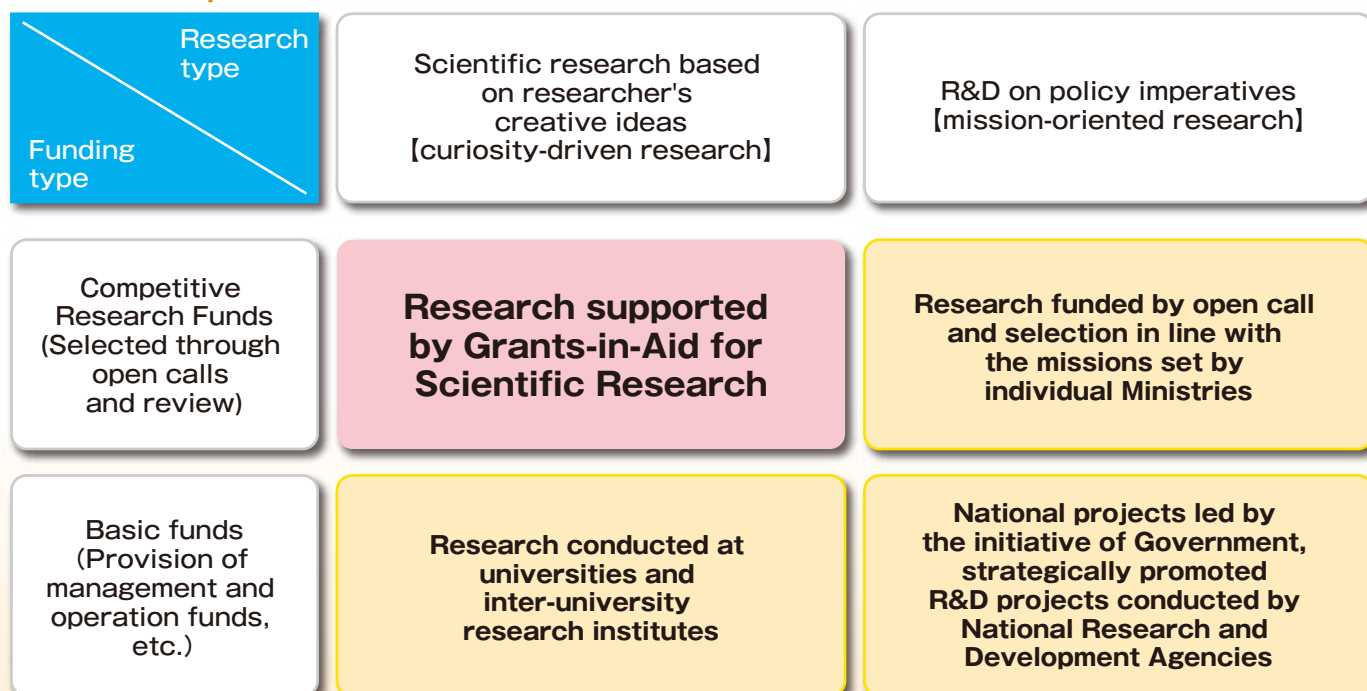 Research
type
Funding
type
Scientific research based
on researcher's
creative ideas
【curiosity-driven research】
R&D on policy imperatives
【mission-oriented research】
Competitive
Research Funds
(Selected through
open calls
and review)
Research supported
by Grants-in-Aid for
Scientific Research
Research funded by open call
and selection in line with
the missions set by
individual Ministries
Basic funds
(Provision of
management and
operation funds,
etc.)
Research conducted at
universities and
inter-university
research institutes
National projects led by
the initiative of Government,
strategically promoted
R&D projects conducted by
National Research and
Development Agencies